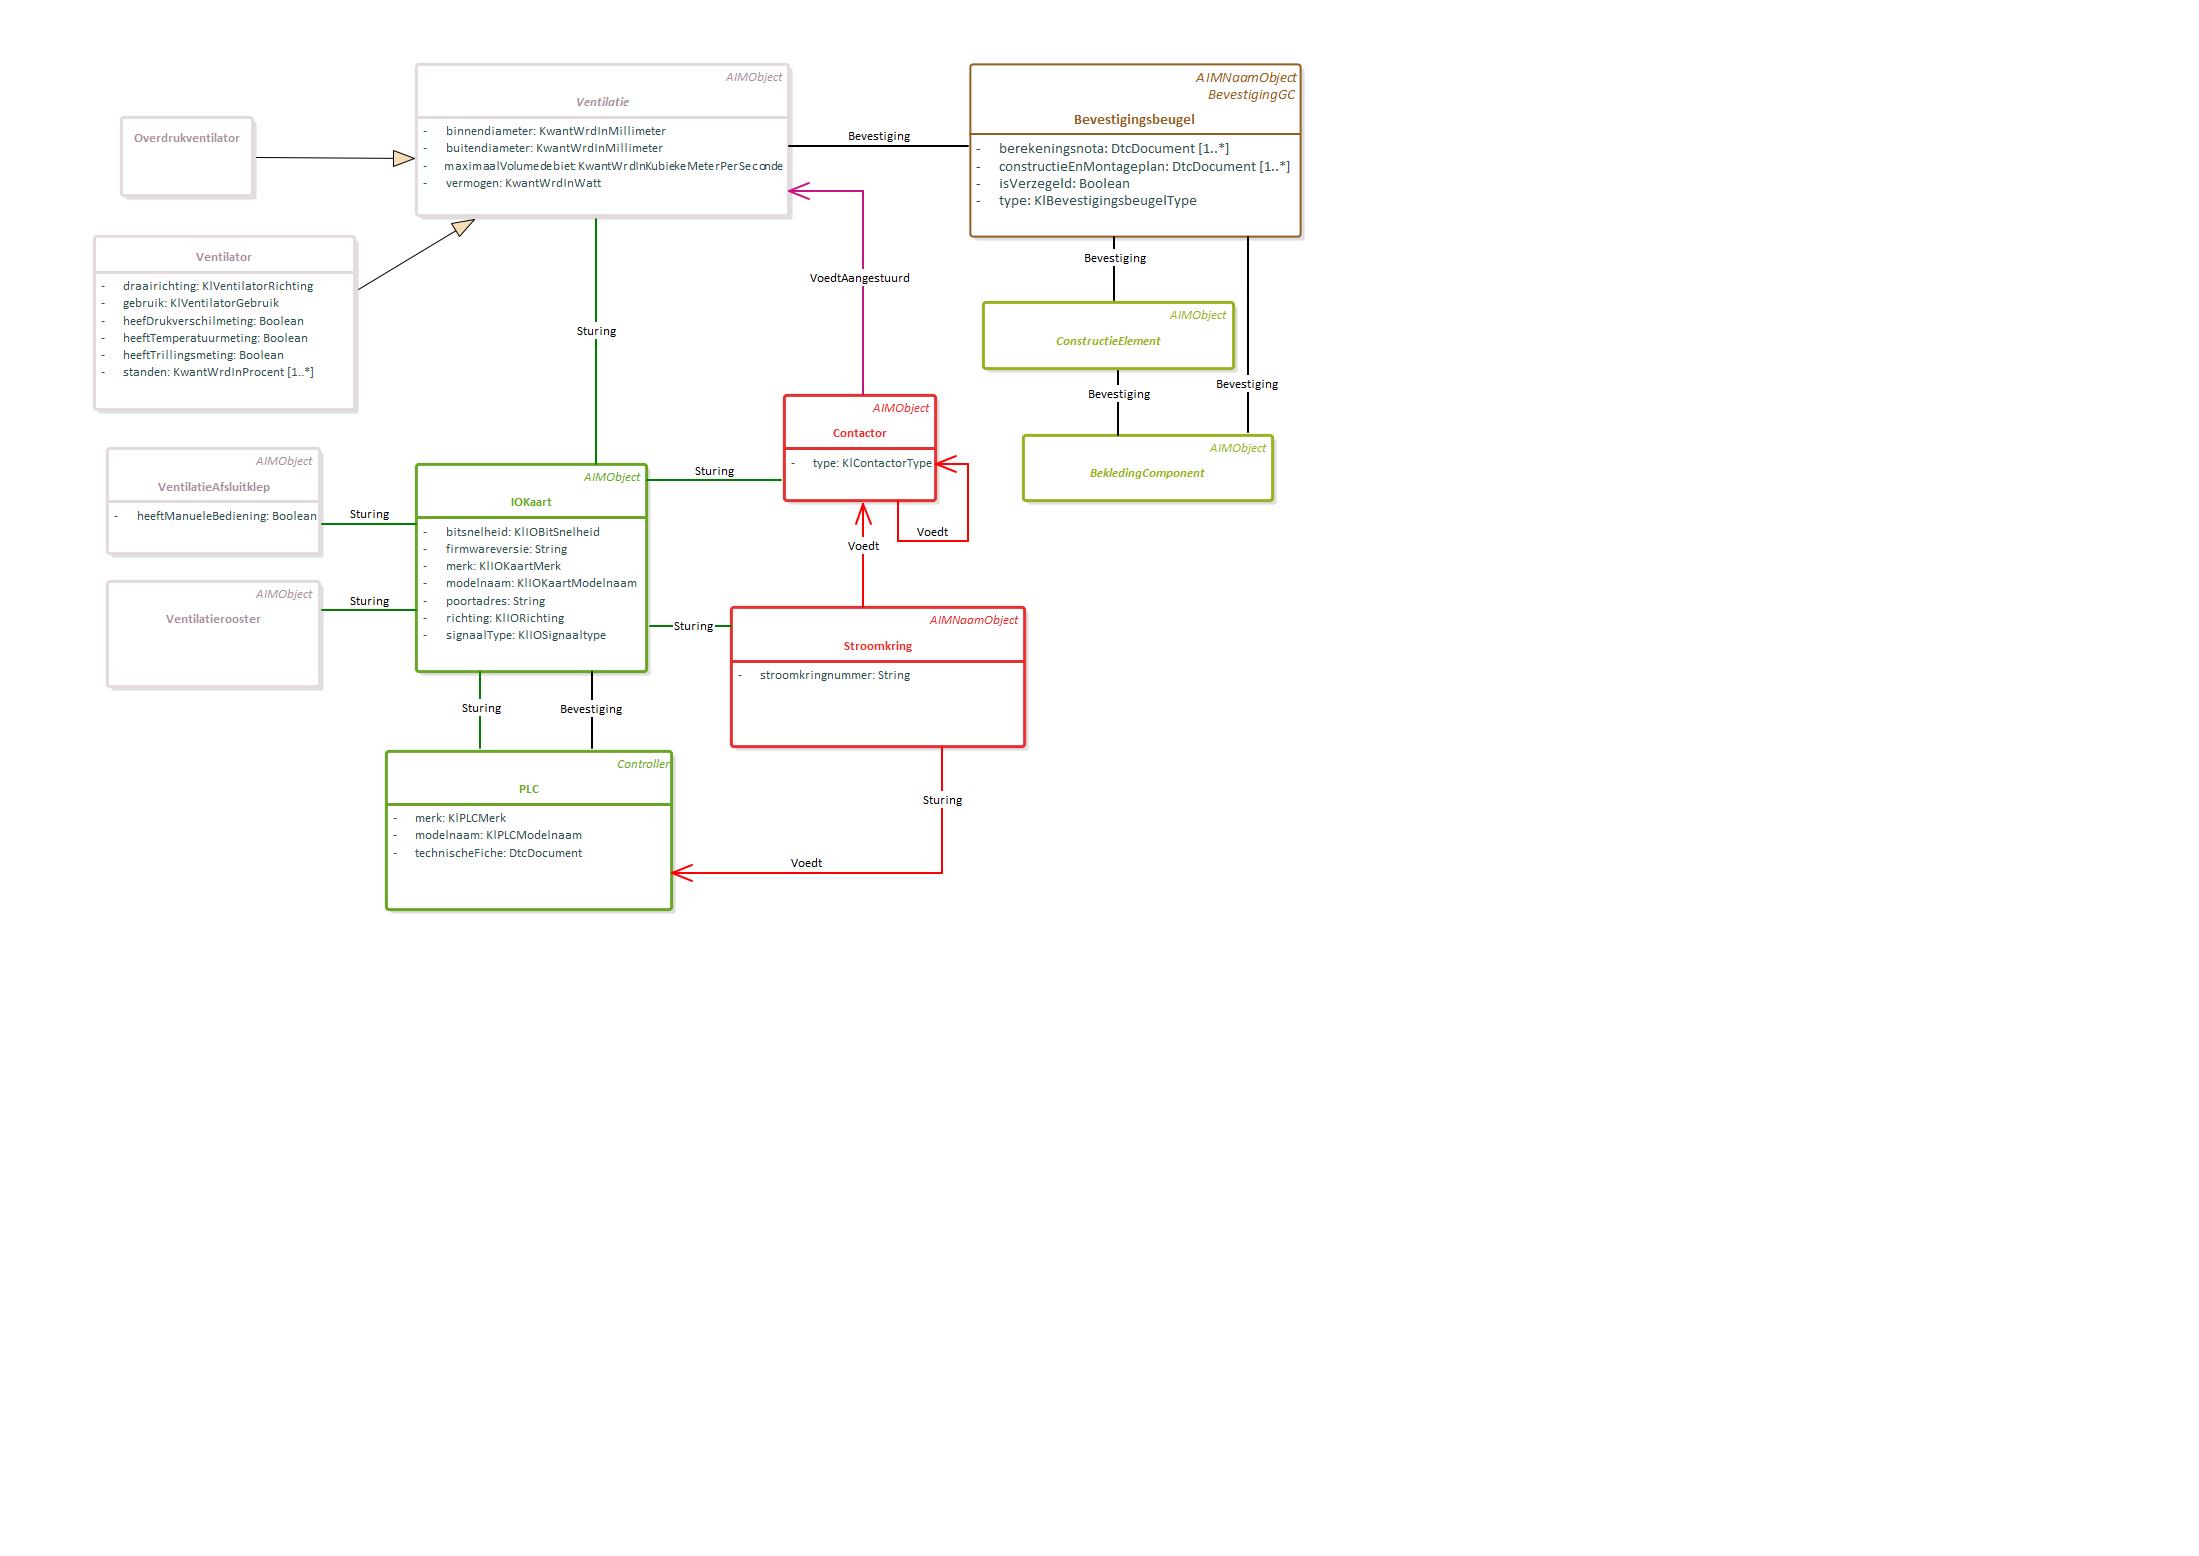 AIMObject
Ventilatie
- binnendiameter: KwantWrdInMillimeter
- buitendiameter: KwantWrdInMillimeter
- maximaalVolumedebiet KwantWrdInKubiekeMeterPerSeconde
- vermogen: KwantWrdInWatt
AIMNaamObject
BevestigingGC
Bevestigingsbeugel
- berekeningsnota: DtcDocument [1..*]
- constructieEnMontageplan: DtcDocument [1..*]
- isVerzegeld: Boolean
- type: KlBevestigingsbeugelType
Overdrukventilator
Bevestiging
Ventilator
- draairichting: KlVentilatorRichting
- gebruik: KlVentilatorGebruik
- heefDrukverschilmeting: Boolean
- heeftTemperatuurmeting: Boolean
- heeftTrillingsmeting: Boolean
- standen: KwantWrdInProcent [1..*]
Sturing
VoedtAangestuurd
Bevestiging
AIMObject
ConstructieElement
Bevestiging
Bevestiging
AIMObject
BekledingComponent
AIMObject
Contactor
- type: KlContactorType
Voedt
Voedt
Sturing
AIMObject
VentilatieAfsluitklep
- heeftManueleBediening: Boolean
Sturing
AIMObject
IOKaart
- bitsnelheid: KlIOBitSnelheid
- firmwareversie: String
- merk: KlIOKaartMerk
- modelnaam: KlIOKaartModelnaam
- poortadres: String
- richting: KlIORichting
- signaalType: KlIOSignaaltype
AIMObject
Ventilatierooster
Sturing
Sturing
AIMNaamObject
Stroomkring
- stroomkringnummer: String
Sturing
Bevestiging
Controller
PLC
- merk: KlPLCMerk
- modelnaam: KlPLCModelnaam
- technischeFiche: DtcDocument
Sturing
Voedt